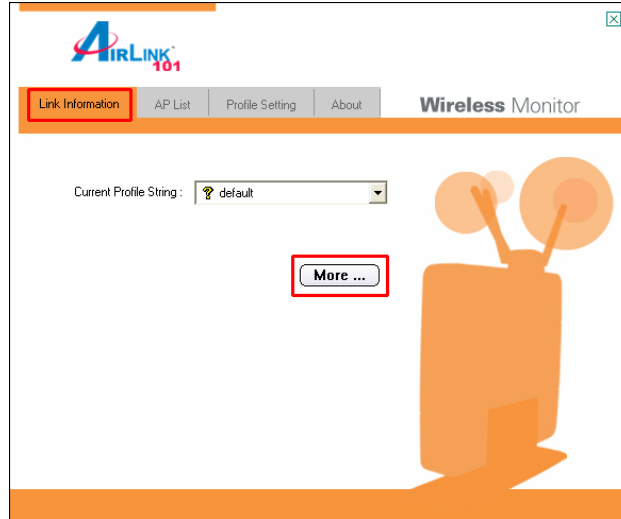 AIRLINK
101
Link Information AP List Profile Setting About Wireless Monitor
Current Profile String : default
More ...